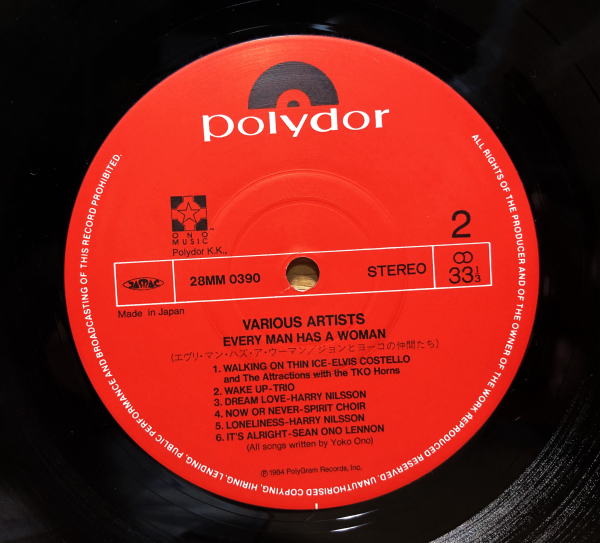 polydor
ONO
MUSIC
™
Polydor K.K.,
2
JASRAC
28MM 0390
STEREO
33 1/3
Made in Japan
VARIOUS ARTISTS
EVERY MAN HAS A WOMAN
(エヴリ・マン・ハズ・ア・ウーマン/ジョンとヨーコの仲間たち)
1. WALKING ON THIN ICE-ELVIS COSTELLO
and The Attractions with the TKO Horns
2. WAKE UP-TRIO
3. DREAM LOVE-HARRY NILSSON
4. NOW OR NEVER-SPIRIT CHOIR
5. LONELINESS-HARRY NILSSON
6. IT'S ALRIGHT-SEAN ONO LENNON
(All songs written by Yoko Ono)
℗1984 PolyGram Records, Inc.
ALL RIGHTS OF THE PRODUCER AND OF THE OWNER OF THE WORK REPRODUCED RESERVED. UNAUTHORISED COPYING, HIRING, LENDING, PUBLIC PERFORMANCE AND BROADCASTING OF THIS RECORD PROHIBITED.